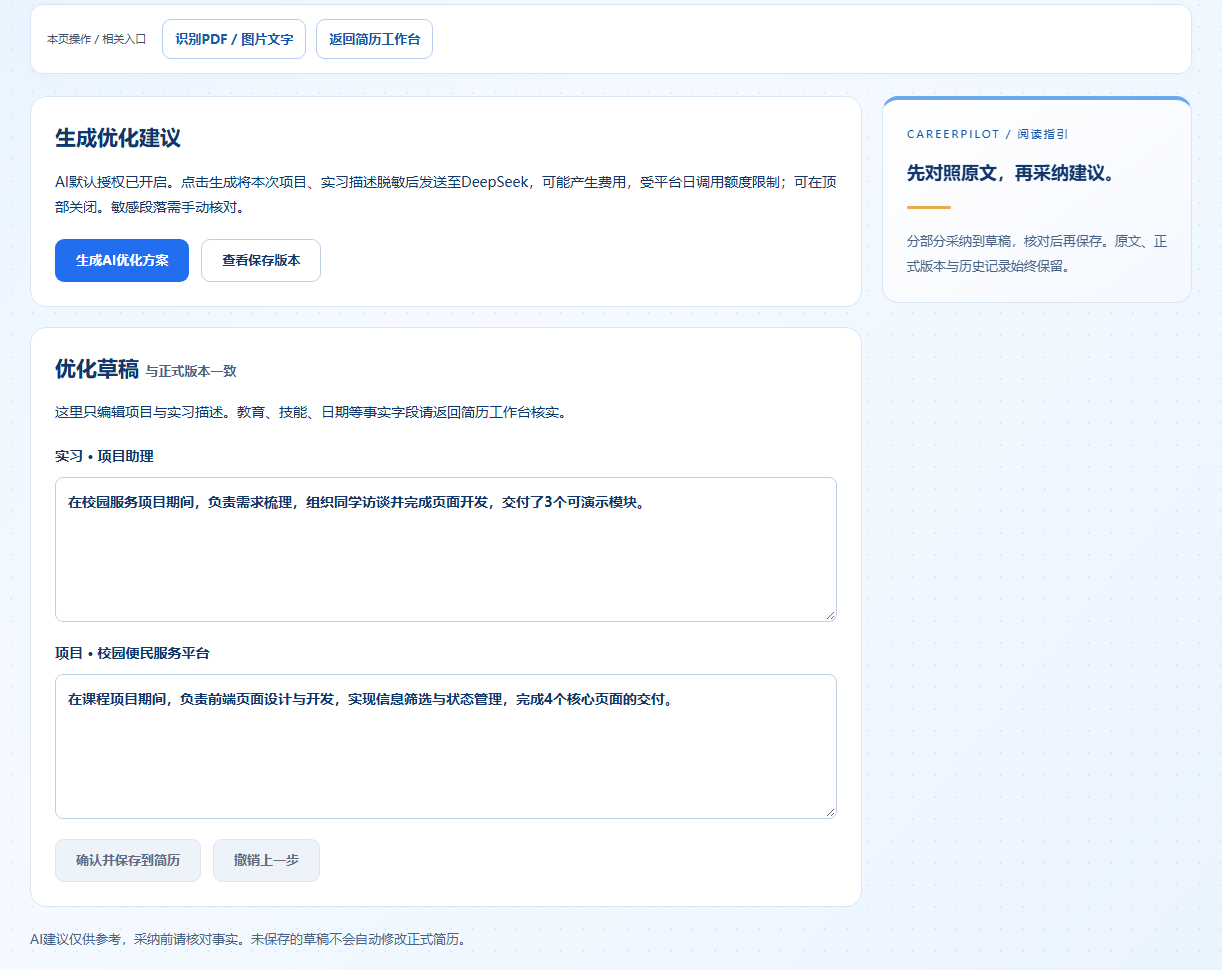 本页操作 / 相关入口
识别PDF / 图片文字
返回简历工作台
生成优化建议
AI默认授权已开启。点击生成将本次项目、实习描述脱敏后发送至DeepSeek，可能产生费用，受平台日调用额度限制；可在顶
部关闭。敏感段落需手动核对。
生成AI优化方案
查看保存版本
CAREERPILOT / 阅读指引
先对照原文，再采纳建议。
分部分采纳到草稿，核对后再保存。原文、正
式版本与历史记录始终保留。
优化草稿 与正式版本一致
这里只编辑项目与实习描述。教育、技能、日期等事实字段请返回简历工作台核实。
实习 • 项目助理
在校园服务项目期间，负责需求梳理，组织同学访谈并完成页面开发，交付了3个可演示模块。
项目 • 校园便民服务平台
在课程项目期间，负责前端页面设计与开发，实现信息筛选与状态管理，完成4个核心页面的交付。
确认并保存到简历
撤销上一步
AI建议仅供参考，采纳前请核对事实。未保存的草稿不会自动修改正式简历。